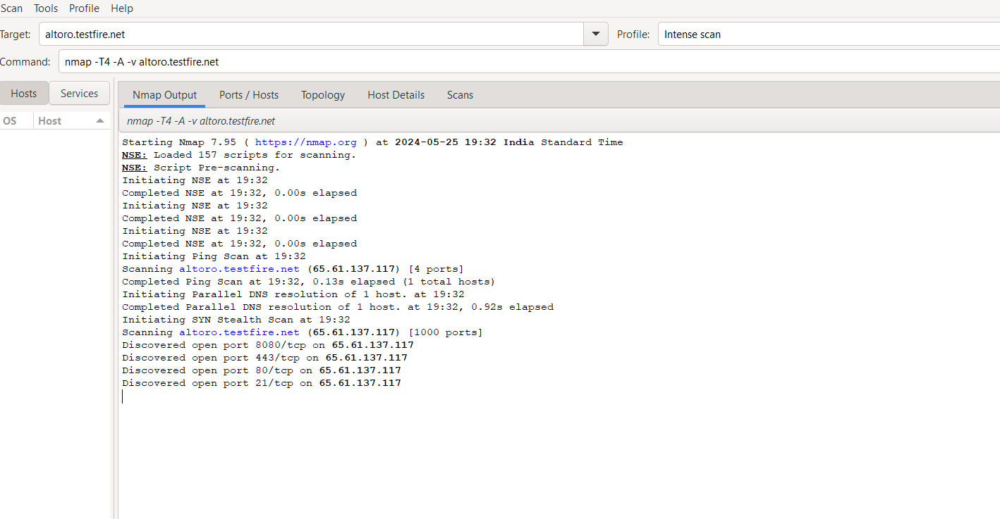 Scan Tools Profile Help
Target: altoro.testfire.net Profile: Intense scan
Command: nmap -T4 -A -v altoro.testfire.net
Hosts Services Nmap Output Ports / Hosts Topology Host Details Scans
OS Host nmap -T4 -A -v altoro.testfire.net
Starting Nmap 7.95 ( https://nmap.org ) at 2024-05-25 19:32 India Standard Time
NSE: Loaded 157 scripts for scanning.
NSE: Script Pre-scanning.
Initiating NSE at 19:32
Completed NSE at 19:32, 0.00s elapsed
Initiating NSE at 19:32
Completed NSE at 19:32, 0.00s elapsed
Initiating NSE at 19:32
Completed NSE at 19:32, 0.00s elapsed
Initiating Ping Scan at 19:32
Scanning altoro.testfire.net (65.61.137.117) [4 ports]
Completed Ping Scan at 19:32, 0.13s elapsed (1 total hosts)
Initiating Parallel DNS resolution of 1 host. at 19:32
Completed Parallel DNS resolution of 1 host. at 19:32, 0.92s elapsed
Initiating SYN Stealth Scan at 19:32
Scanning altoro.testfire.net (65.61.137.117) [1000 ports]
Discovered open port 8080/tcp on 65.61.137.117
Discovered open port 443/tcp on 65.61.137.117
Discovered open port 80/tcp on 65.61.137.117
Discovered open port 21/tcp on 65.61.137.117